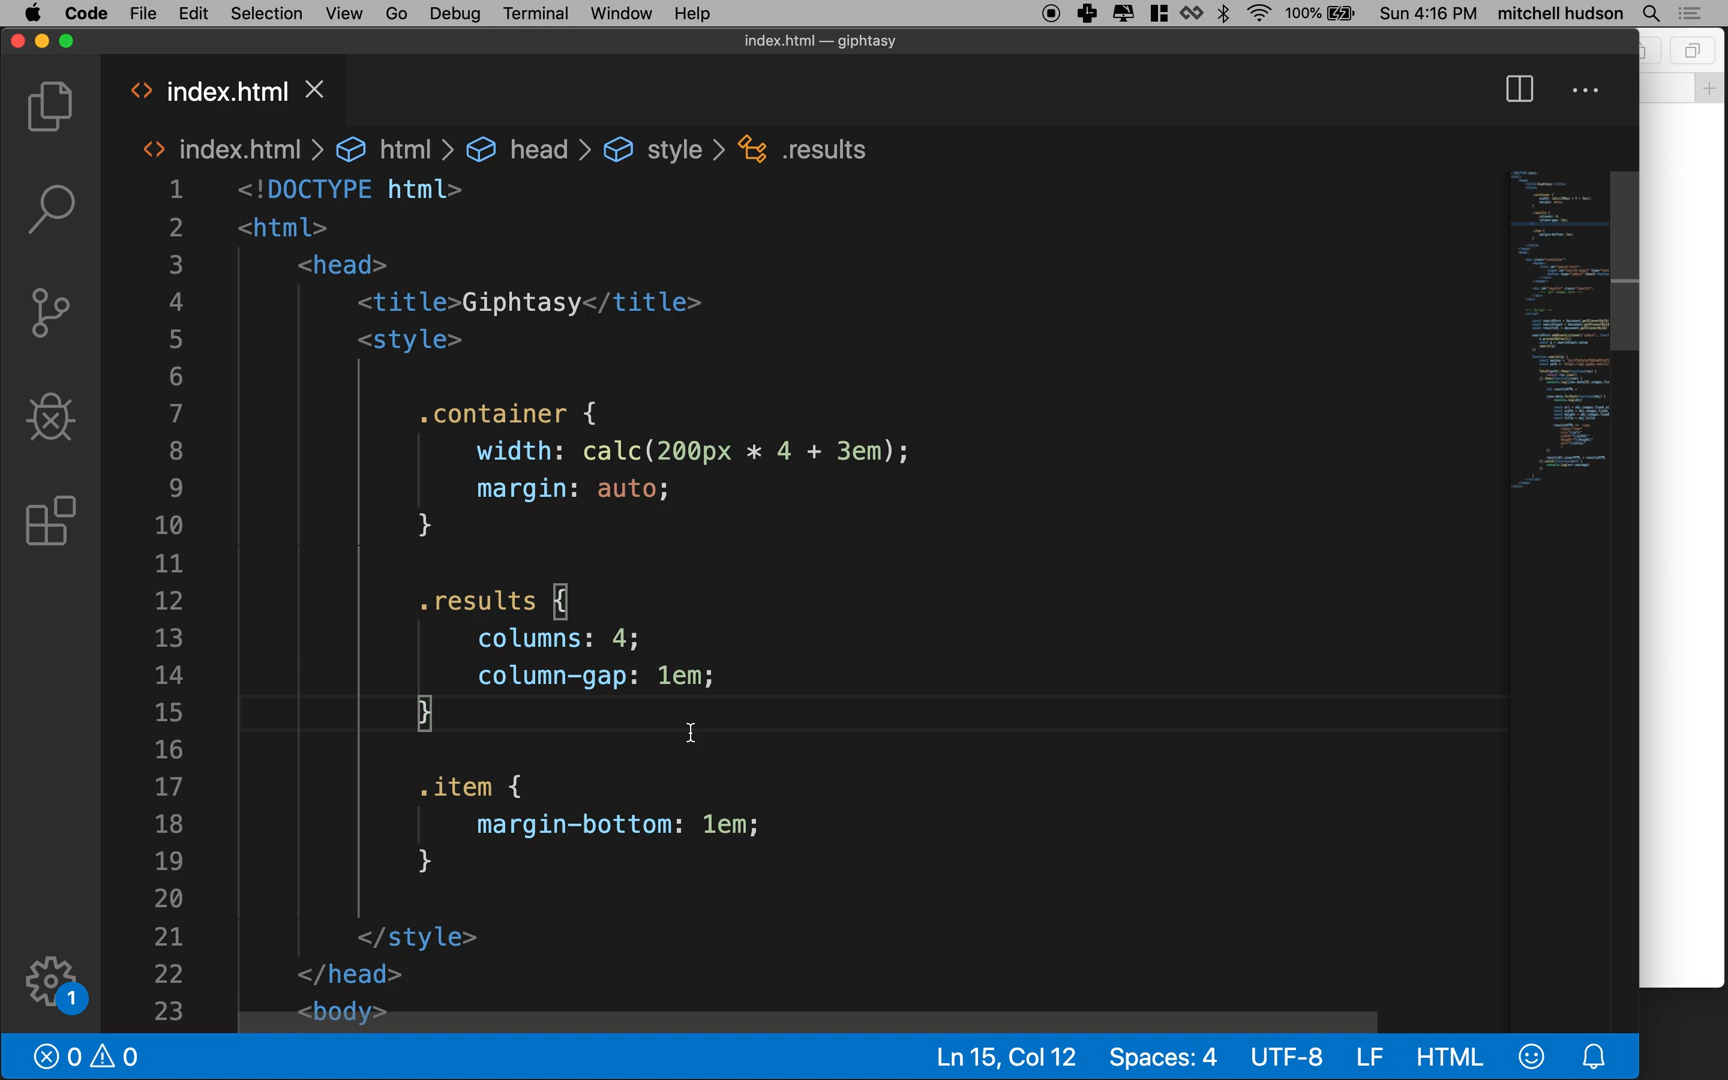 Code File Edit Selection View Go Debug Terminal Window Help 100% Sun 4:16 PM mitchell hudson
index.html — giphtasy
index.html
index.html > html > head > style > .results
1 <!DOCTYPE html>
2 <html>
3 <head>
4 <title>Giphtasy</title>
5 <style>
6
7 .container {
8 width: calc(200px * 4 + 3em);
9 margin: auto;
10 }
11
12 .results {
13 columns: 4;
14 column-gap: 1em;
15 }
16
17 .item {
18 margin-bottom: 1em;
19 }
20
21 </style>
22 </head>
23 <body>
1
0 0 Ln 15, Col 12 Spaces: 4 UTF-8 LF HTML